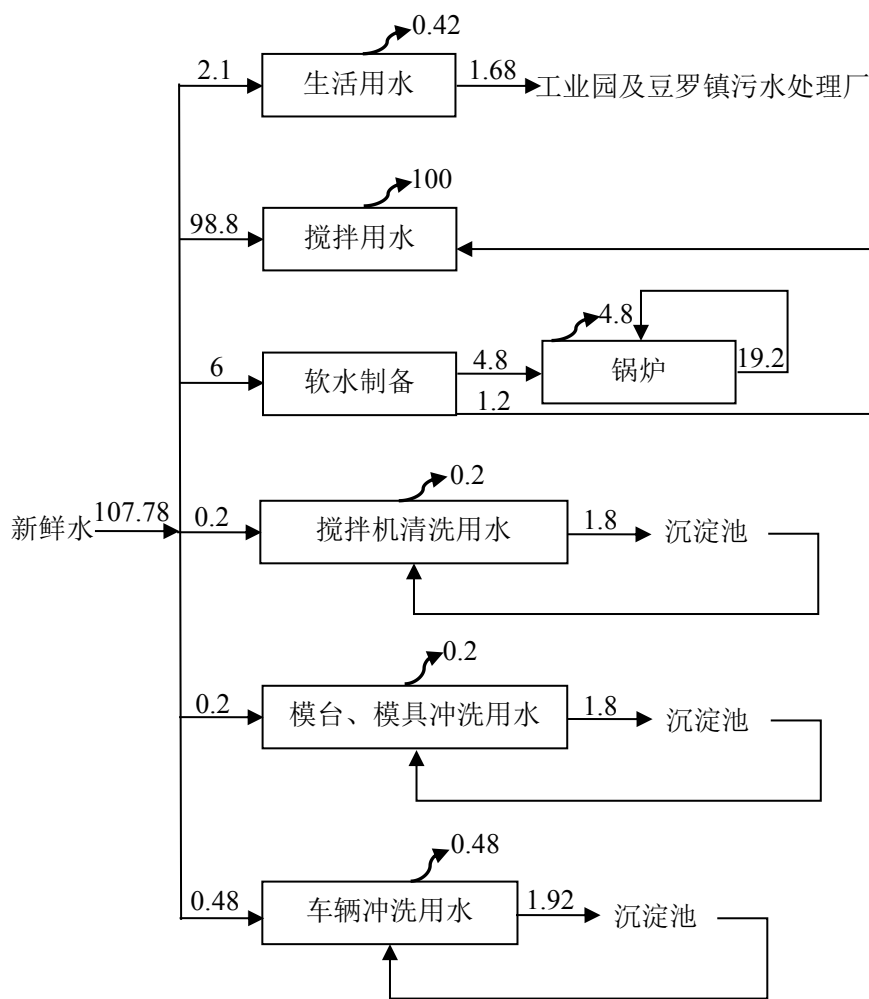 0.42
2.1
生活用水
1.68
工业园及豆罗镇污水处理厂
100
98.8
搅拌用水
4.8
6
软水制备
4.8
锅炉
19.2
1.2
0.2
新鲜水
107.78
0.2
搅拌机清洗用水
1.8
沉淀池
0.2
0.2
模台、模具冲洗用水
1.8
沉淀池
0.48
0.48
车辆冲洗用水
1.92
沉淀池